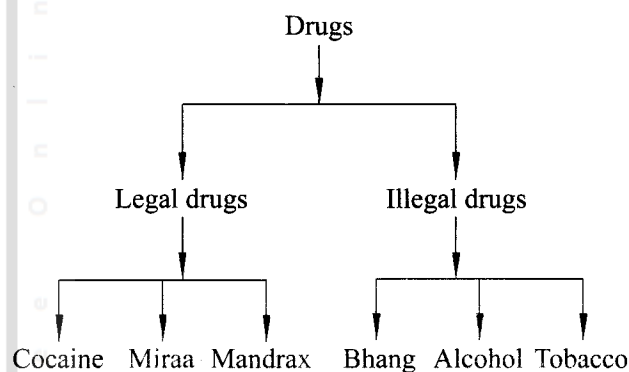 Drugs
Legal drugs Illegal drugs
Cocaine Miraa Mandrax Bhang Alcohol Tobacco